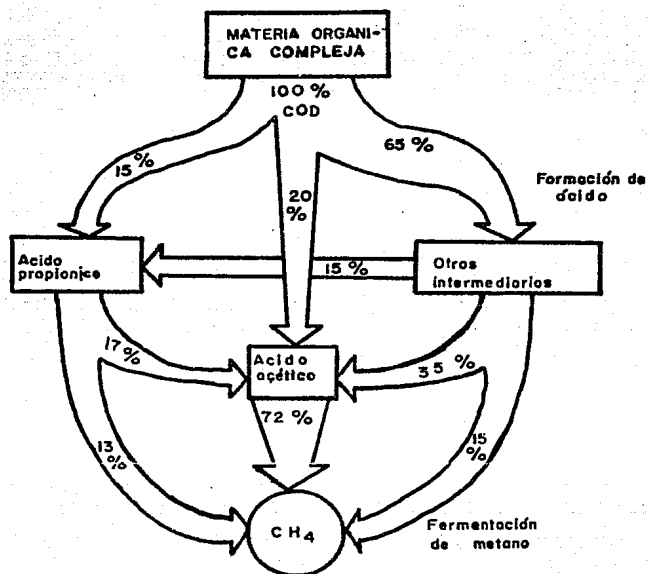 MATERIA ORGANI-
CA COMPLEJA
100 %
COD
15 %
65 %
20
%
Formación de
ácido
Acido
propionico
15 %
Otros
intermediarios
17 %
Acido
açético
35 %
72 %
13
%
15
%
CH4
Fermentación
de metano